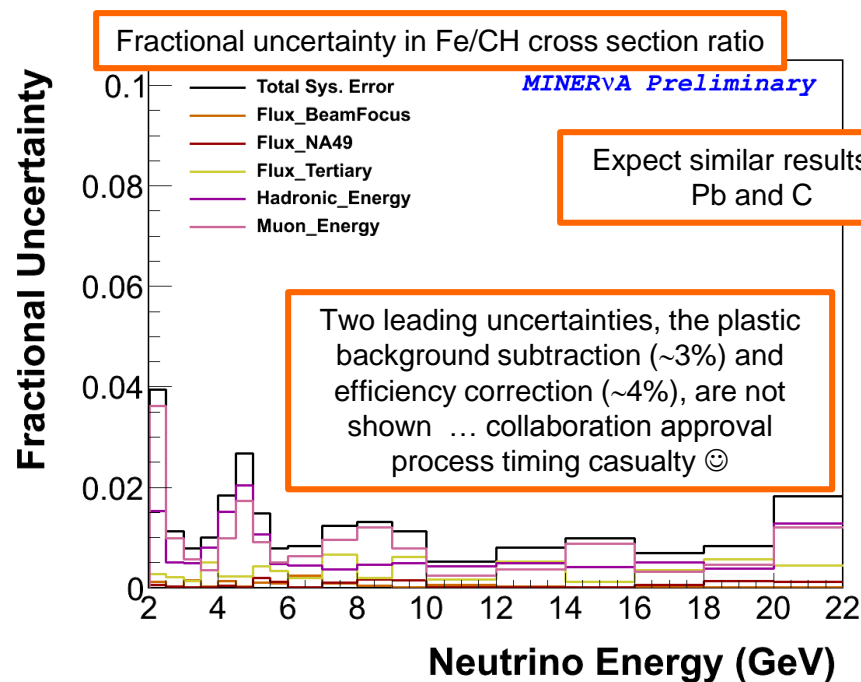 Fractional uncertainty in Fe/CH cross section ratio
MINERνA Preliminary
Total Sys. Error
Flux_BeamFocus
Flux_NA49
Flux_Tertiary
Hadronic_Energy
Muon_Energy
Expect similar results
Pb and C
Two leading uncertainties, the plastic
background subtraction (~3%) and
efficiency correction (~4%), are not
shown … collaboration approval
process timing casualty ☺
Fractional Uncertainty
0.1
0.08
0.06
0.04
0.02
0
2 4 6 8 10 12 14 16 18 20 22
Neutrino Energy (GeV)